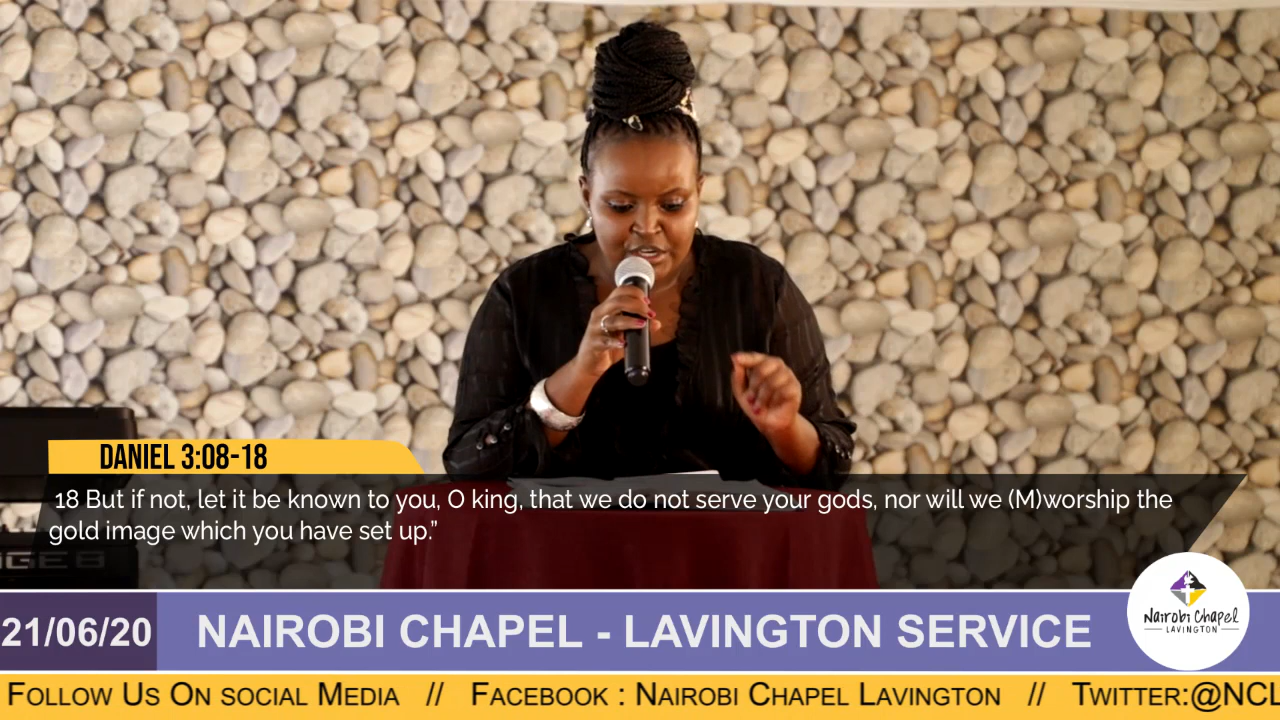 DANIEL 3:08-18
18 But if not, let it be known to you, O king, that we do not serve your gods, nor will we (M)worship the
gold image which you have set up.”
GE 8
21/06/20 NAIROBI CHAPEL - LAVINGTON SERVICE
Nairobi Chapel
LAVINGTON
FOLLOW US ON SOCIAL MEDIA // FACEBOOK : NAIROBI CHAPEL LAVINGTON // TWITTER:@NCL